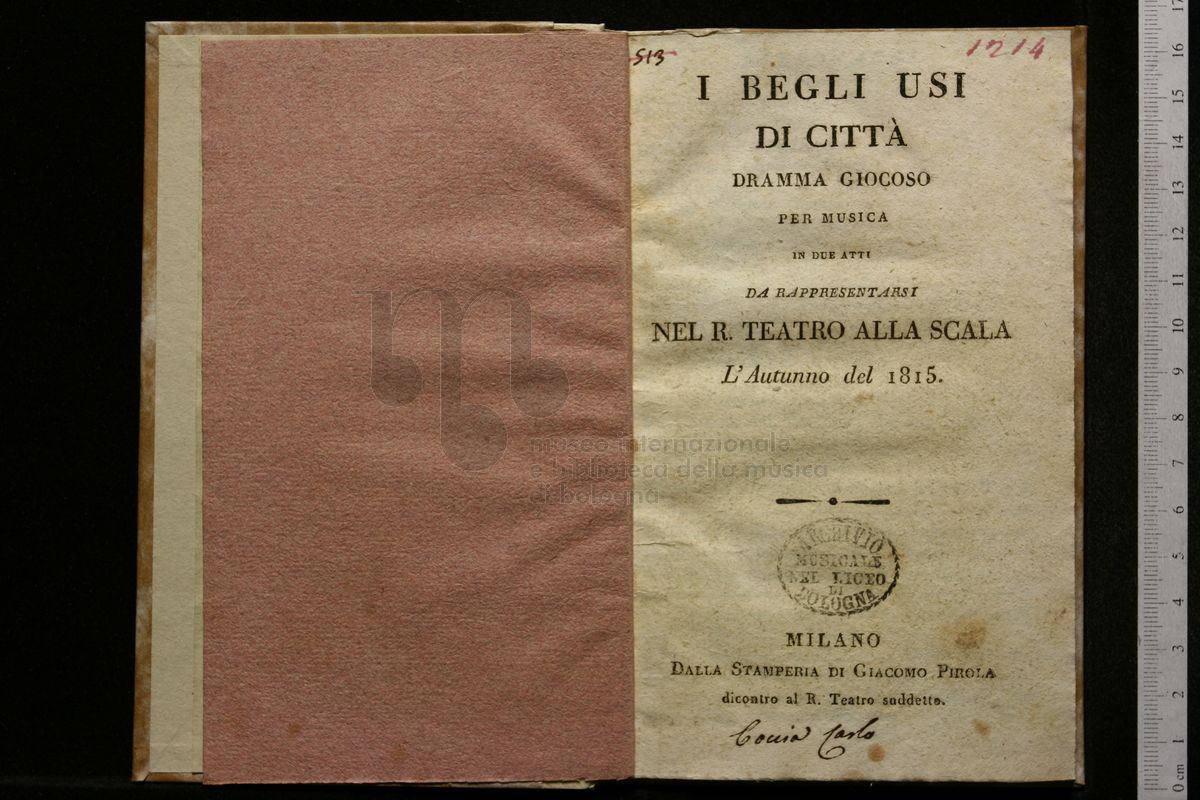 513
1214
I BEGLI USI
DI CITTÀ
DRAMMA GIOCOSO
PER MUSICA
IN DUE ATTI
DA RAPPRESENTARSI
NEL R. TEATRO ALLA SCALA
L'Autunno del 1815.
museo internazionale
e biblioteca della musica
di bologna
ARCHIVIO
MUSICALE
NEL LICEO
DI
BOLOGNA
MILANO
DALLA STAMPERIA DI GIACOMO PIROLA
dicontro al R. Teatro suddetto.
Coccia Carlo
17
16
15
14
13
12
11
10
9
8
7
6
5
4
3
2
1
0 cm